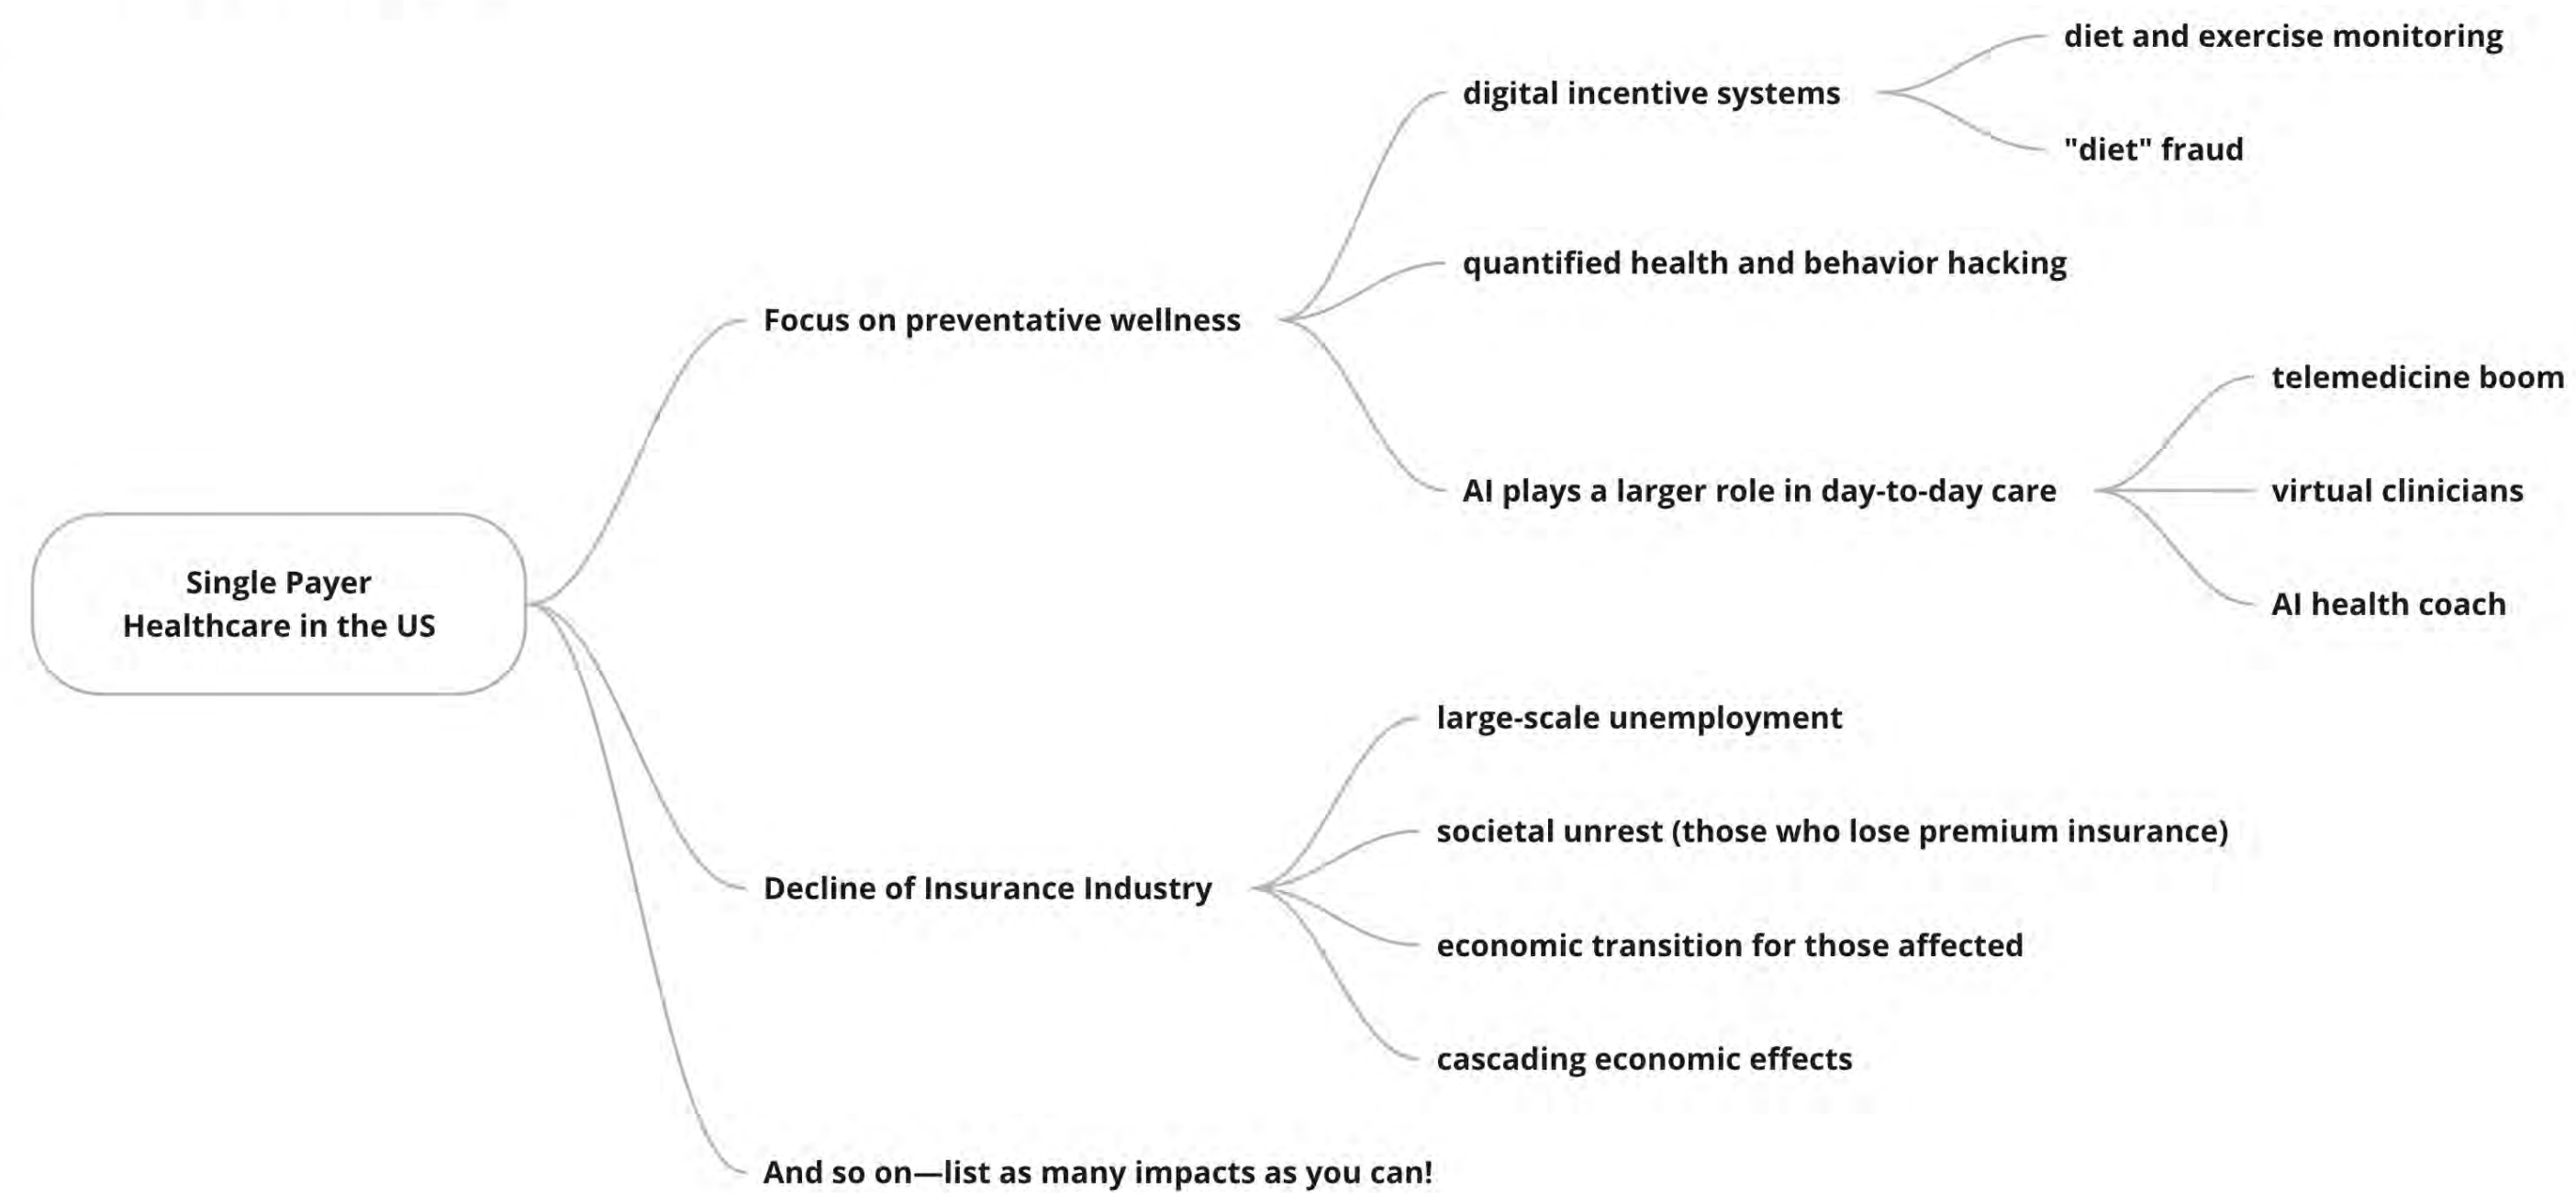 Single Payer
Healthcare in the US
Focus on preventative wellness
digital incentive systems
diet and exercise monitoring
"diet" fraud
quantified health and behavior hacking
AI plays a larger role in day-to-day care
telemedicine boom
virtual clinicians
AI health coach
Decline of Insurance Industry
large-scale unemployment
societal unrest (those who lose premium insurance)
economic transition for those affected
cascading economic effects
And so on—list as many impacts as you can!